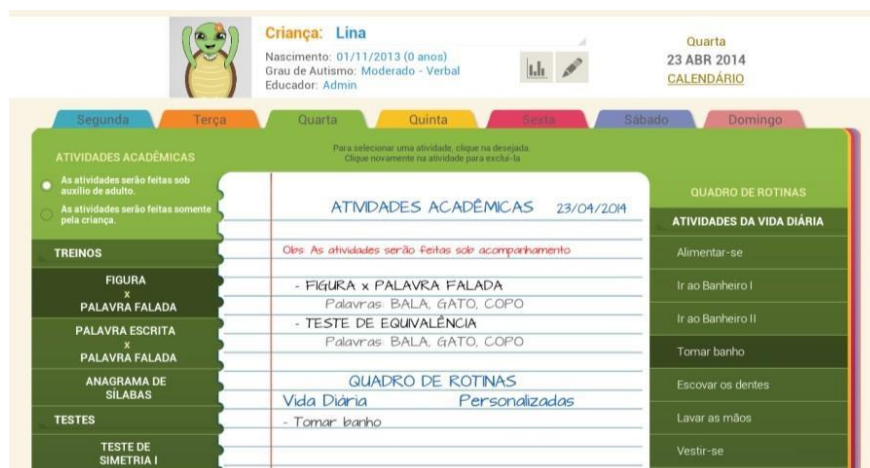 Criança: Lina
Nascimento: 01/11/2013 (0 anos)
Grau de Autismo: Moderado - Verbal
Educador: Admin
Quarta
23 ABR 2014
CALENDÁRIO
Segunda Terça Quarta Quinta Sexta Sábado Domingo
Para selecionar uma atividade, clique na desejada.
Clique novamente na atividade para excluí-la
ATIVIDADES ACADÊMICAS
As atividades serão feitas sob
auxílio de adulto.
As atividades serão feitas somente
pela criança.
TREINOS
FIGURA
x
PALAVRA FALADA
PALAVRA ESCRITA
x
PALAVRA FALADA
ANAGRAMA DE
SÍLABAS
TESTES
TESTE DE
SIMETRIA I
ATIVIDADES ACADÊMICAS 23/04/2014
Obs: As atividades serão feitas sob acompanhamento
- FIGURA x PALAVRA FALADA
Palavras: BALA, GATO, COPO
- TESTE DE EQUIVALÊNCIA
Palavras: BALA, GATO, COPO
QUADRO DE ROTINAS
Vida Diária Personalizadas
- Tomar banho
QUADRO DE ROTINAS
ATIVIDADES DA VIDA DIÁRIA
Alimentar-se
Ir ao Banheiro I
Ir ao Banheiro II
Tomar banho
Escovar os dentes
Lavar as mãos
Vestir-se